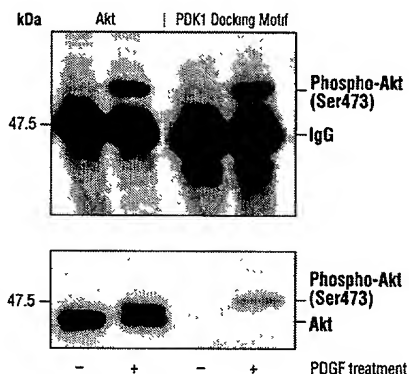 kDa Akt PDK1 Docking Motif
Phospho-Akt
(Ser473)
47.5
IgG
Phospho-Akt
(Ser473)
47.5
Akt
− + − + PDGF treatment